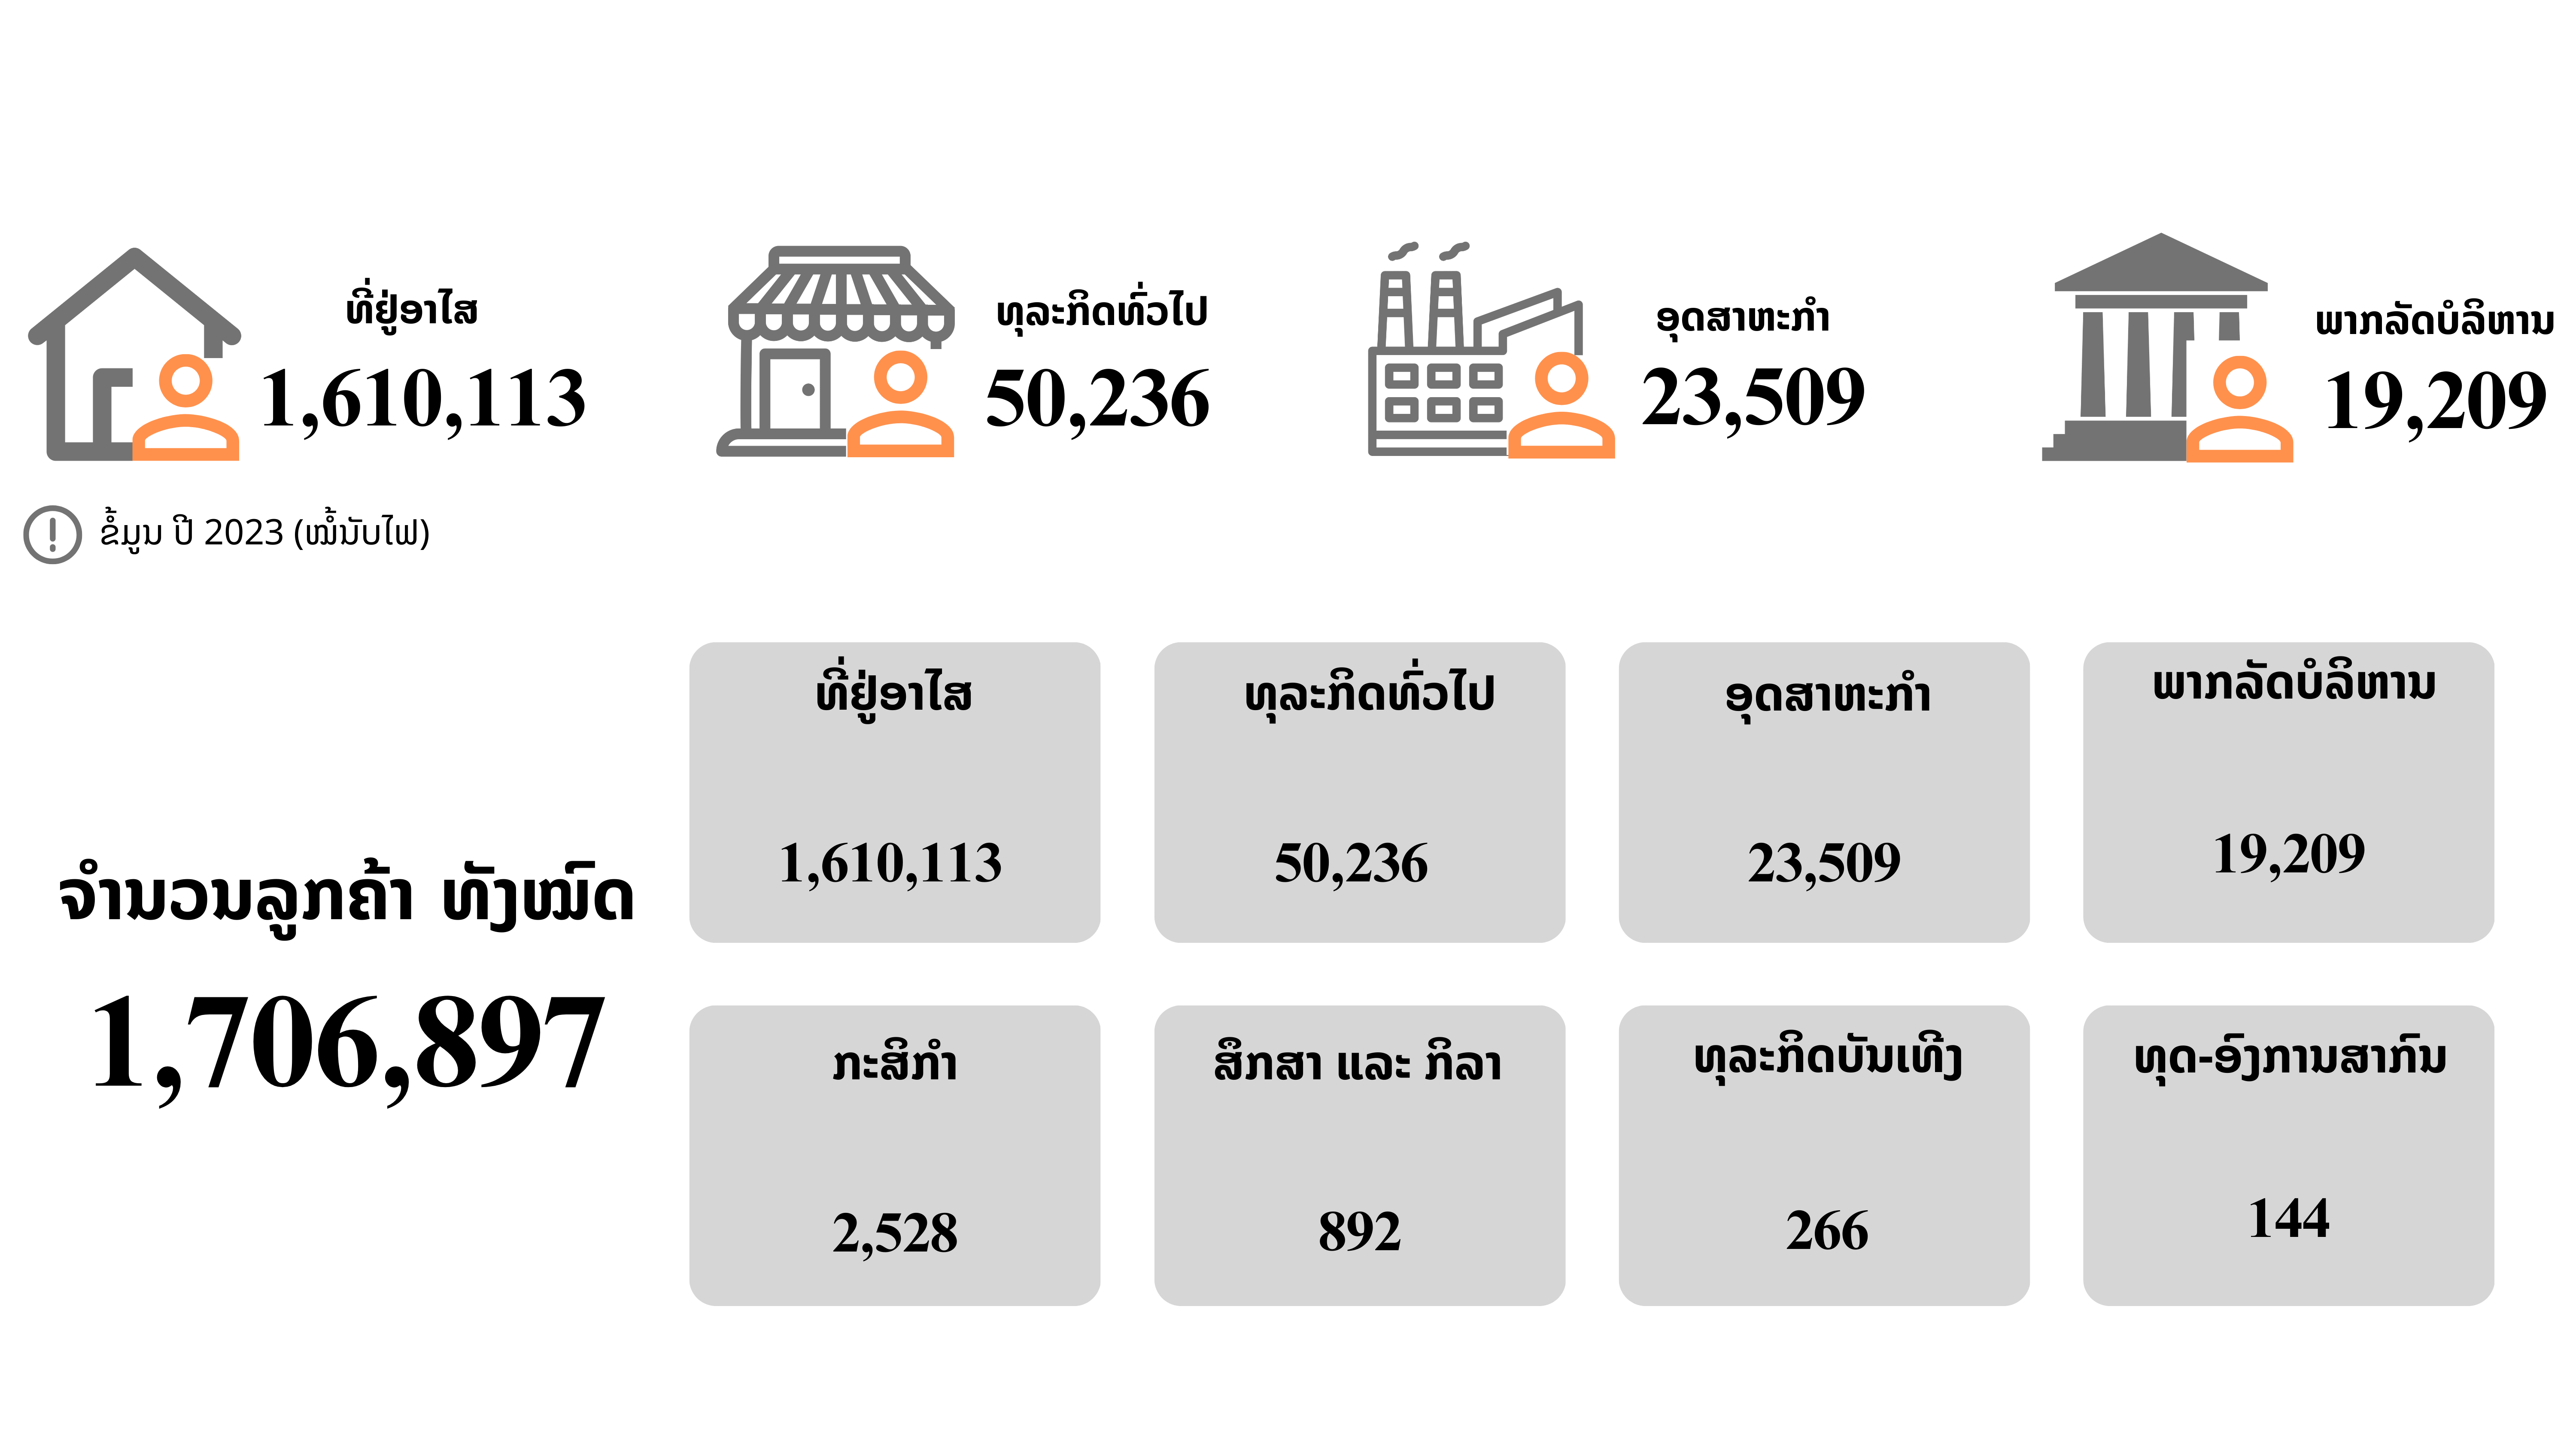 ທີ່ຢູ່ອາໄສ
1,610,113
ທຸລະກິດທົ່ວໄປ
50,236
ອຸດສາຫະກຳ
23,509
ພາກລັດບໍລິຫານ
19,209
ຂໍ້ມູນ ປີ 2023 (ໝໍ້ນັບໄຟ)
ຈຳນວນລູກຄ້າ ທັງໝົດ
1,706,897
ທີ່ຢູ່ອາໄສ
1,610,113
ທຸລະກິດທົ່ວໄປ
50,236
ອຸດສາຫະກຳ
23,509
ພາກລັດບໍລິຫານ
19,209
ກະສິກຳ
2,528
ສຶກສາ ແລະ ກິລາ
892
ທຸລະກິດບັນເທີງ
266
ທຸດ-ອົງການສາກົນ
144